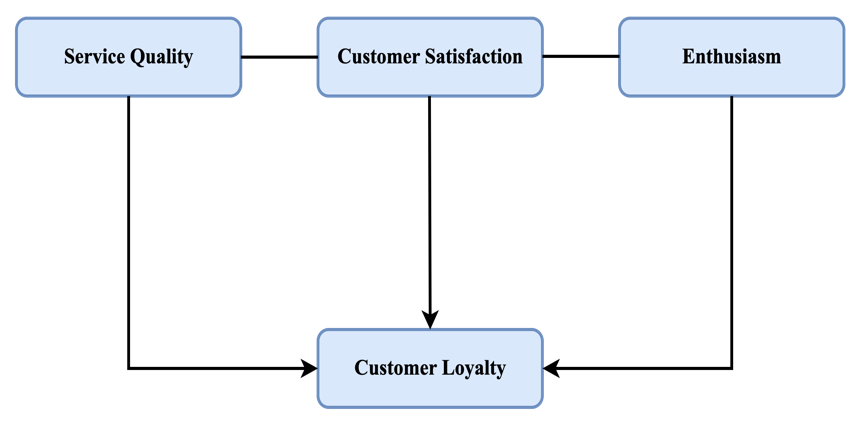 Service Quality
Customer Satisfaction
Enthusiasm
Customer Loyalty